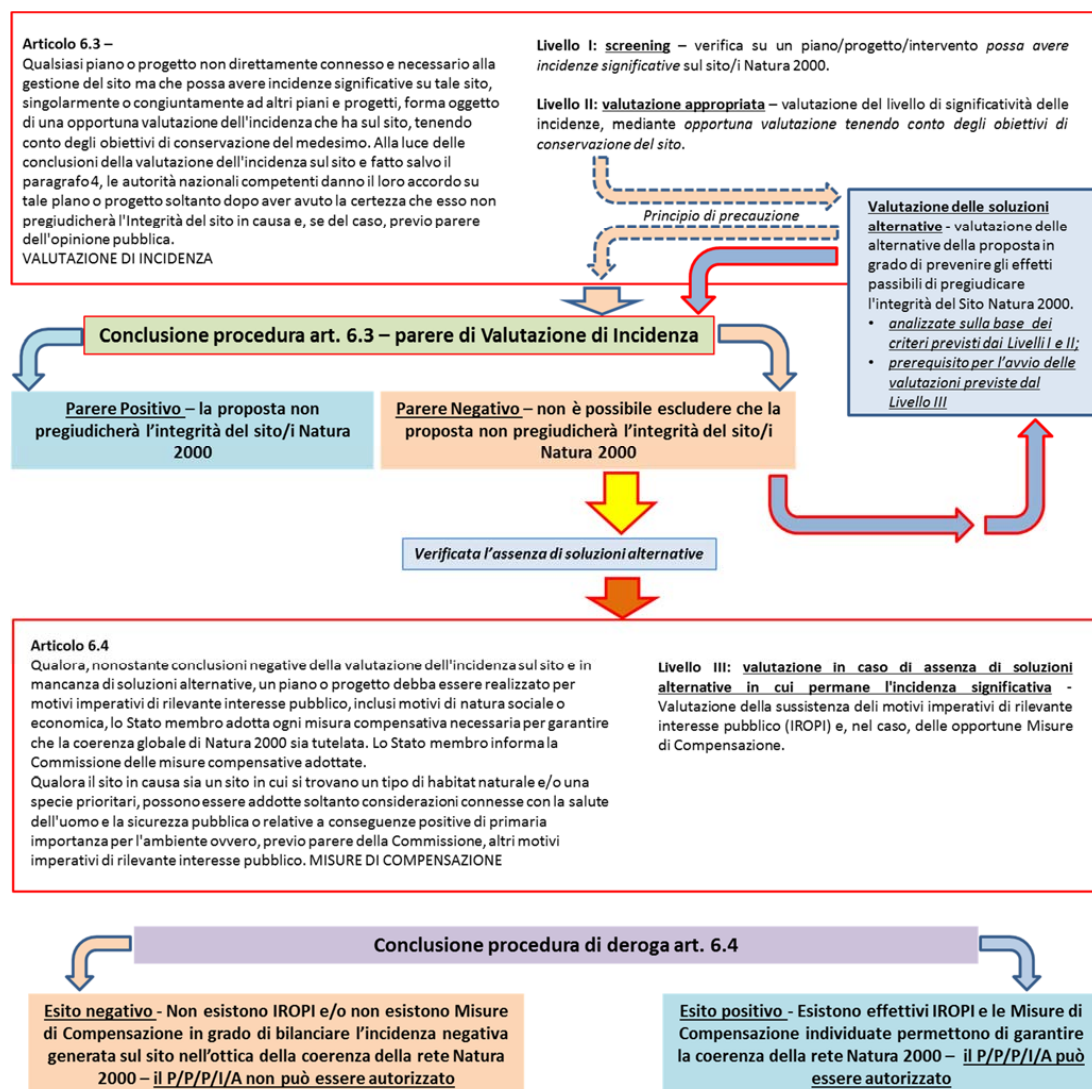 Articolo 6.3 –
Qualsiasi piano o progetto non direttamente connesso e necessario alla
gestione del sito ma che possa avere incidenze significative su tale sito,
singolarmente o congiuntamente ad altri piani e progetti, forma oggetto
di una opportuna valutazione dell'incidenza che ha sul sito, tenendo
conto degli obiettivi di conservazione del medesimo. Alla luce delle
conclusioni della valutazione dell'incidenza sul sito e fatto salvo il
paragrafo 4, le autorità nazionali competenti danno il loro accordo su
tale plano o progetto soltanto dopo aver avuto la certezza che esso non
pregiudicherà l'Integrità del sito in causa e, se del caso, previo parere
dell'opinione pubblica.
VALUTAZIONE DI INCIDENZA
Livello I: screening – verifica su un piano/progetto/intervento possa avere
incidenze significative sul sito/i Natura 2000.
Livello II: valutazione appropriata – valutazione del livello di significatività delle
incidenze, mediante opportuna valutazione tenendo conto degli obiettivi di
conservazione del sito.
Principio di precauzione
Valutazione delle soluzioni
alternative - valutazione delle
alternative della proposta in
grado di prevenire gli effetti
passibili di pregiudicare
l'integrità del Sito Natura 2000.
• analizzate sulla base dei
criteri previsti dai Livelli I e II;
• prerequisito per l'avvio delle
valutazioni previste dal
Livello III
Conclusione procedura art. 6.3 – parere di Valutazione di Incidenza
Parere Positivo – la proposta non
pregiudicherà l'integrità del sito/i Natura
2000
Parere Negativo – non è possibile escludere che la
proposta non pregiudicherà l'integrità del sito/i
Natura 2000
Verificata l'assenza di soluzioni alternative
Articolo 6.4
Qualora, nonostante conclusioni negative della valutazione dell'incidenza sul sito e in
mancanza di soluzioni alternative, un piano o progetto debba essere realizzato per
motivi imperativi di rilevante interesse pubblico, inclusi motivi di natura sociale o
economica, lo Stato membro adotta ogni misura compensativa necessaria per garantire
che la coerenza globale di Natura 2000 sia tutelata. Lo Stato membro informa la
Commissione delle misure compensative adottate.
Qualora il sito in causa sia un sito in cui si trovano un tipo di habitat naturale e/o una
specie prioritari, possono essere addotte soltanto considerazioni connesse con la salute
dell'uomo e la sicurezza pubblica o relative a conseguenze positive di primaria
importanza per l'ambiente ovvero, previo parere della Commissione, altri motivi
imperativi di rilevante interesse pubblico. MISURE DI COMPENSAZIONE
Livello III: valutazione in caso di assenza di soluzioni
alternative in cui permane l'incidenza significativa -
Valutazione della sussistenza deli motivi imperativi di rilevante
interesse pubblico (IROPI) e, nel caso, delle opportune Misure
di Compensazione.
Conclusione procedura di deroga art. 6.4
Esito negativo - Non esistono IROPI e/o non esistono Misure
di Compensazione in grado di bilanciare l'incidenza negativa
generata sul sito nell'ottica della coerenza della rete Natura
2000 – il P/P/P/I/A non può essere autorizzato
Esito positivo - Esistono effettivi IROPI e le Misure di
Compensazione individuate permettono di garantire
la coerenza della rete Natura 2000 – il P/P/P/I/A può
essere autorizzato